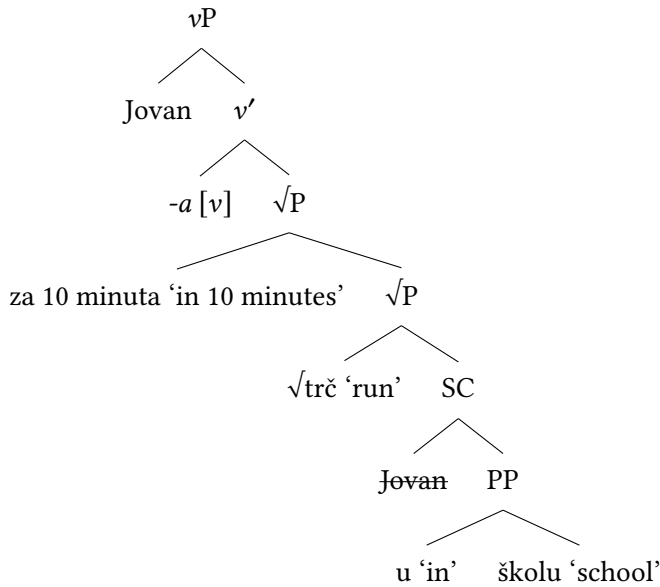 vP
Jovan v′
-a [v] √P
za 10 minuta ‘in 10 minutes’ √P
√trč ‘run’ SC
Jovan PP
u ‘in’ školu ‘school’